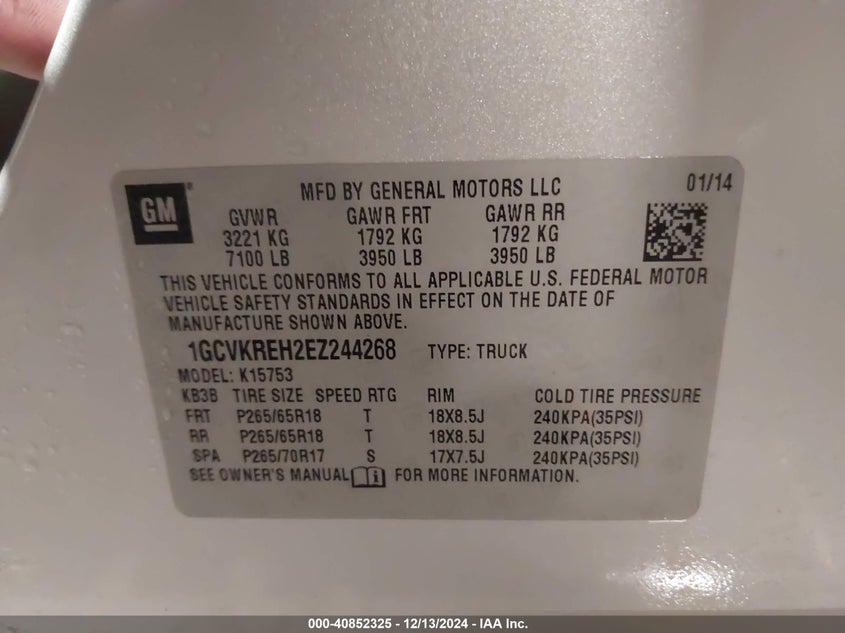 GM
MFD BY GENERAL MOTORS LLC 01/14
GVWR GAWR FRT GAWR RR
3221 KG 1792 KG 1792 KG
7100 LB 3950 LB 3950 LB
THIS VEHICLE CONFORMS TO ALL APPLICABLE U.S. FEDERAL MOTOR
VEHICLE SAFETY STANDARDS IN EFFECT ON THE DATE OF
MANUFACTURE SHOWN ABOVE.
1GCVKREH2EZ244268 TYPE: TRUCK
MODEL: K15753
KB3B TIRE SIZE SPEED RTG RIM COLD TIRE PRESSURE
FRT P265/65R18 T 18X8.5J 240KPA(35PSI)
RR P265/65R18 T 18X8.5J 240KPA(35PSI)
SPA P265/70R17 S 17X7.5J 240KPA(35PSI)
SEE OWNER'S MANUAL i FOR MORE INFORMATION.
000-40852325 - 12/13/2024 - IAA Inc.